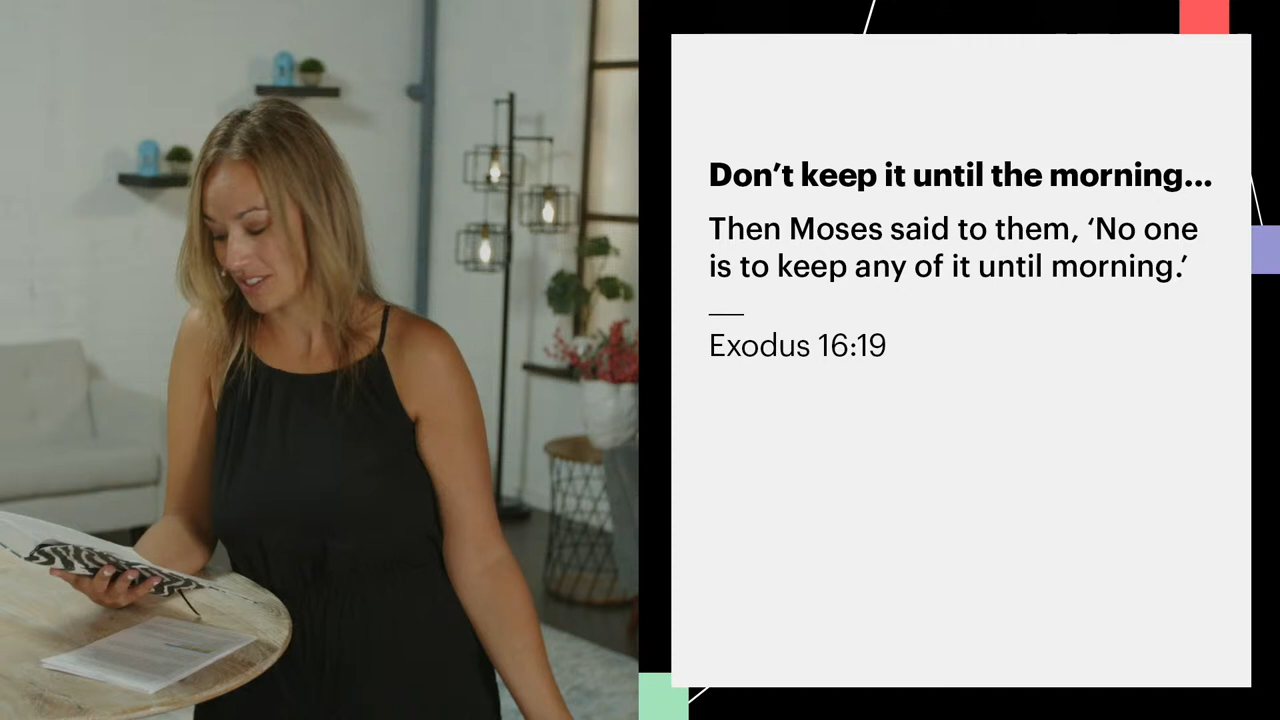 Don’t keep it until the morning...
Then Moses said to them, ‘No one
is to keep any of it until morning.’
Exodus 16:19